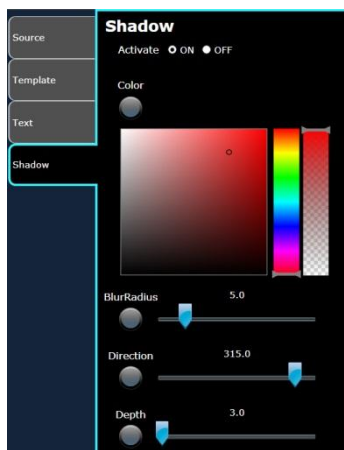 Shadow
Activate ON OFF
Source
Template
Text
Shadow
Color
BlurRadius 5.0
Direction 315.0
Depth 3.0